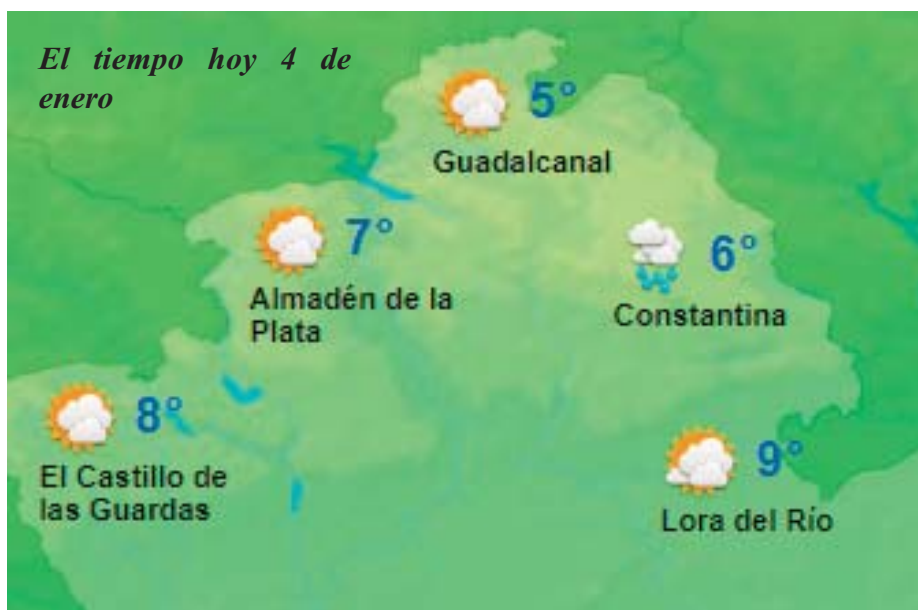 El tiempo hoy 4 de
enero
5°
Guadalcanal
7°
Almadén de la
Plata
6°
Constantina
8°
El Castillo de
las Guardas
9°
Lora del Río